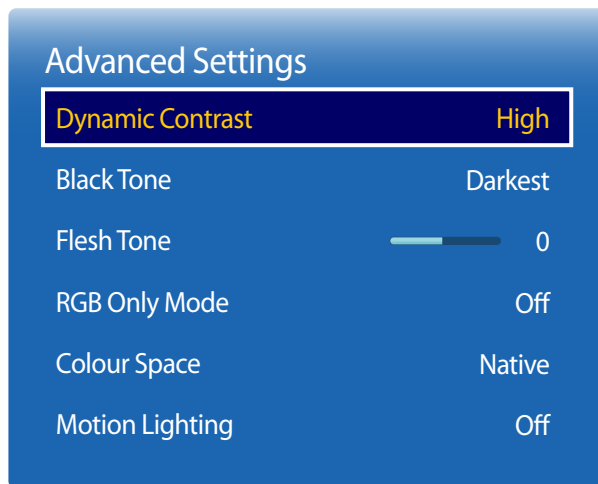 Advanced Settings
Dynamic Contrast High
Black Tone Darkest
Flesh Tone 0
RGB Only Mode Off
Colour Space Native
Motion Lighting Off